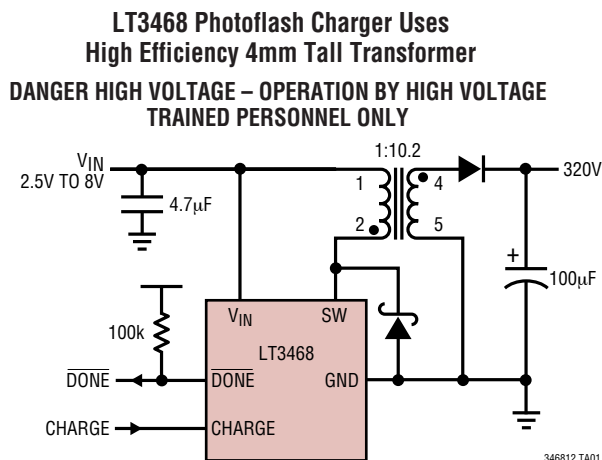 LT3468 Photoflash Charger Uses
High Efficiency 4mm Tall Transformer
DANGER HIGH VOLTAGE – OPERATION BY HIGH VOLTAGE
TRAINED PERSONNEL ONLY
1:10.2
VIN
2.5V TO 8V
1
4
320V
4.7µF
2
5
+
100µF
100k
VIN
SW
LT3468
DONE
DONE
GND
CHARGE
CHARGE
346812 TA01